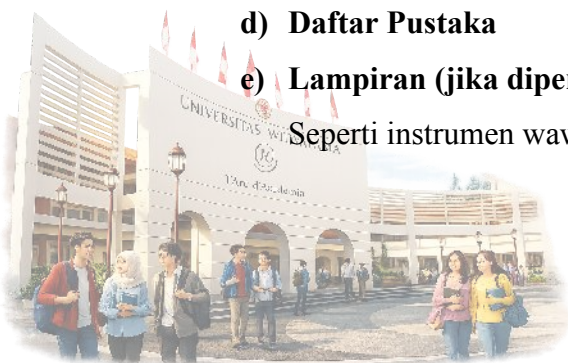 d) Daftar Pustaka
e) Lampiran (jika diper
Seperti instrumen wav
UNIVERSITAS